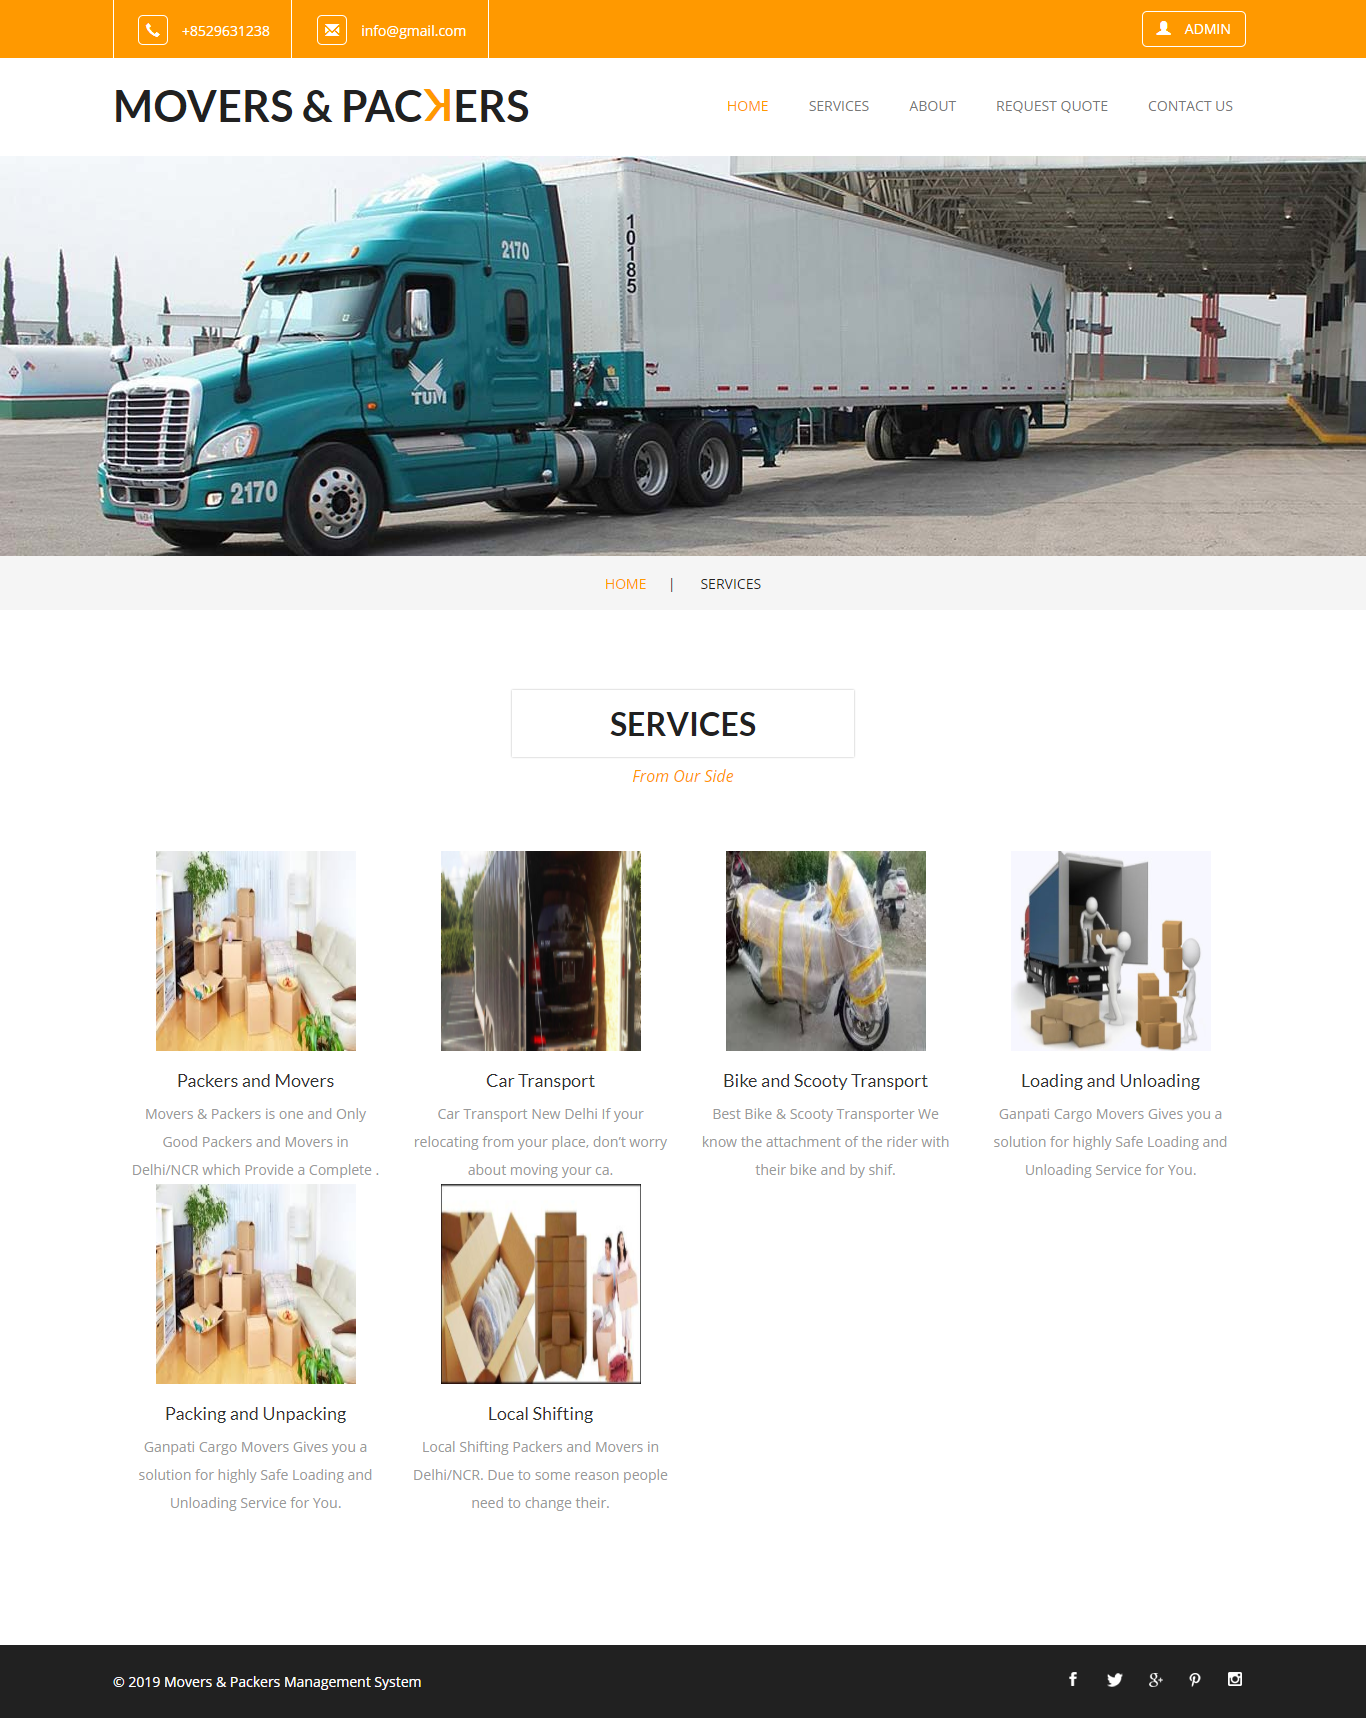 +8529631238
info@gmail.com
ADMIN
MOVERS & PACKERS
HOME
SERVICES
ABOUT
REQUEST QUOTE
CONTACT US
TUM
2170
10185
TUM
TUM
2170
HOME | SERVICES
SERVICES
From Our Side
Packers and Movers
Movers & Packers is one and Only
Good Packers and Movers in
Delhi/NCR which Provide a Complete .
Car Transport
Car Transport New Delhi If your
relocating from your place, don’t worry
about moving your ca.
Bike and Scooty Transport
Best Bike & Scooty Transporter We
know the attachment of the rider with
their bike and by shif.
Loading and Unloading
Ganpati Cargo Movers Gives you a
solution for highly Safe Loading and
Unloading Service for You.
Packing and Unpacking
Ganpati Cargo Movers Gives you a
solution for highly Safe Loading and
Unloading Service for You.
Local Shifting
Local Shifting Packers and Movers in
Delhi/NCR. Due to some reason people
need to change their.
© 2019 Movers & Packers Management System